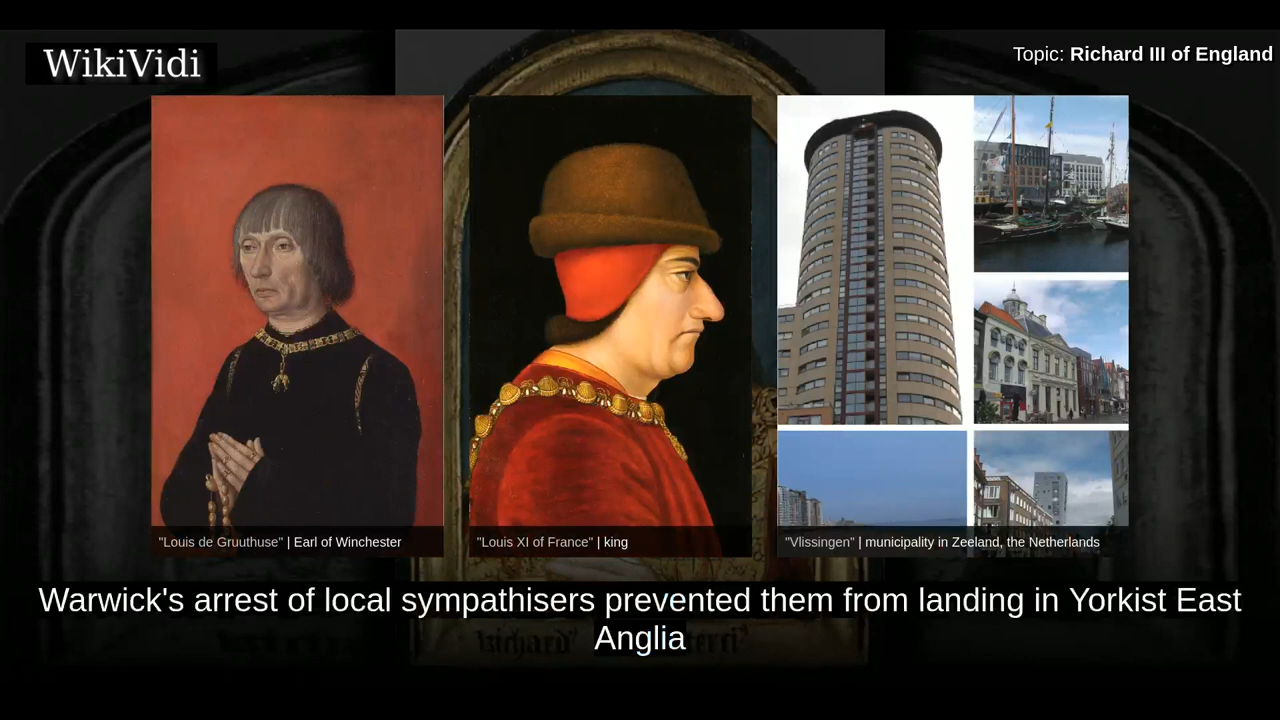 WikiVidi
Topic: Richard III of England
"Louis de Gruuthuse" | Earl of Winchester
"Louis XI of France" | king
"Vlissingen" | municipality in Zeeland, the Netherlands
Warwick's arrest of local sympathisers prevented them from landing in Yorkist East
Anglia